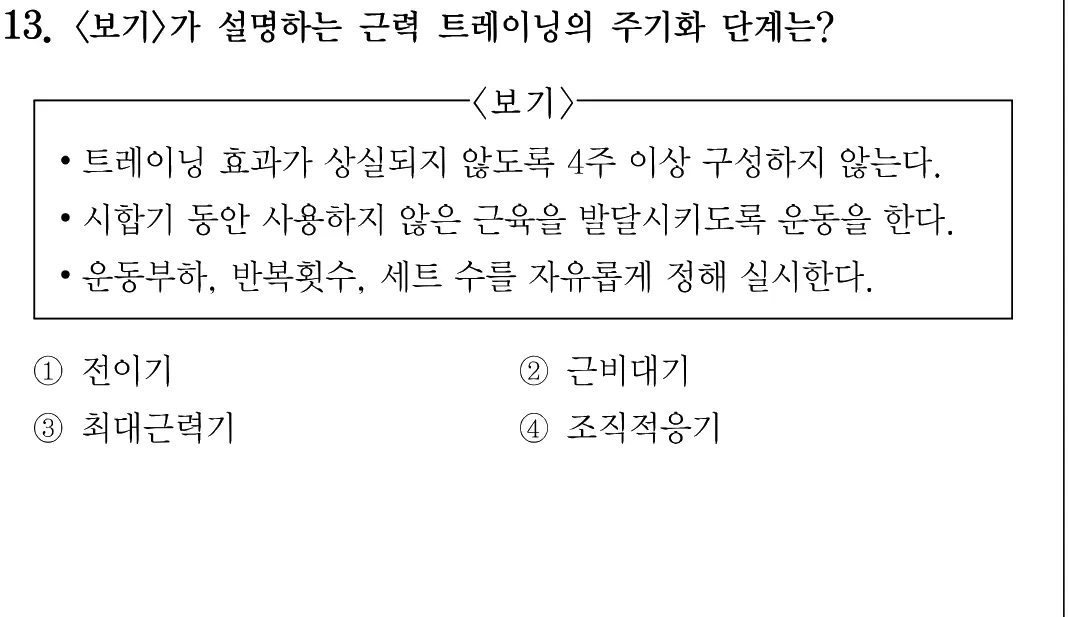 13. 〈보기〉가 설명하는 근력 트레이닝의 주기화 단계는?
〈보기〉
• 트레이닝 효과가 상실되지 않도록 4주 이상 구성하지 않는다.
• 시합기 동안 사용하지 않은 근육을 발달시키도록 운동을 한다.
• 운동부하, 반복횟수, 세트 수를 자유롭게 정해 실시한다.
① 전이기 ② 근비대기
③ 최대근력기 ④ 조직적응기